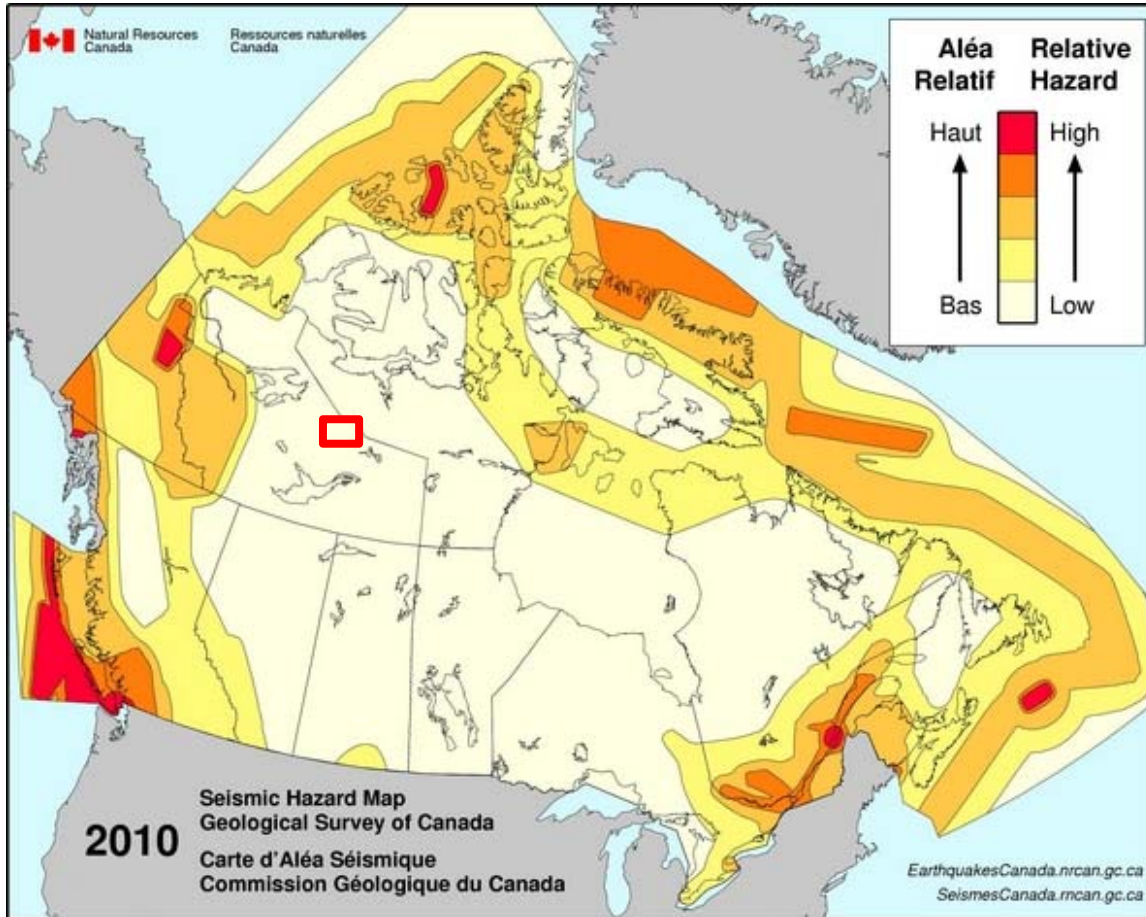 Natural Resources
Canada
Ressources naturelles
Canada
Aléa
Relatif
Relative
Hazard
Haut
High
Bas
Low
2010
Seismic Hazard Map
Geological Survey of Canada
Carte d'Aléa Séismique
Commission Géologique du Canada
EarthquakesCanada.nrcan.gc.ca
SeismesCanada.rncan.gc.ca